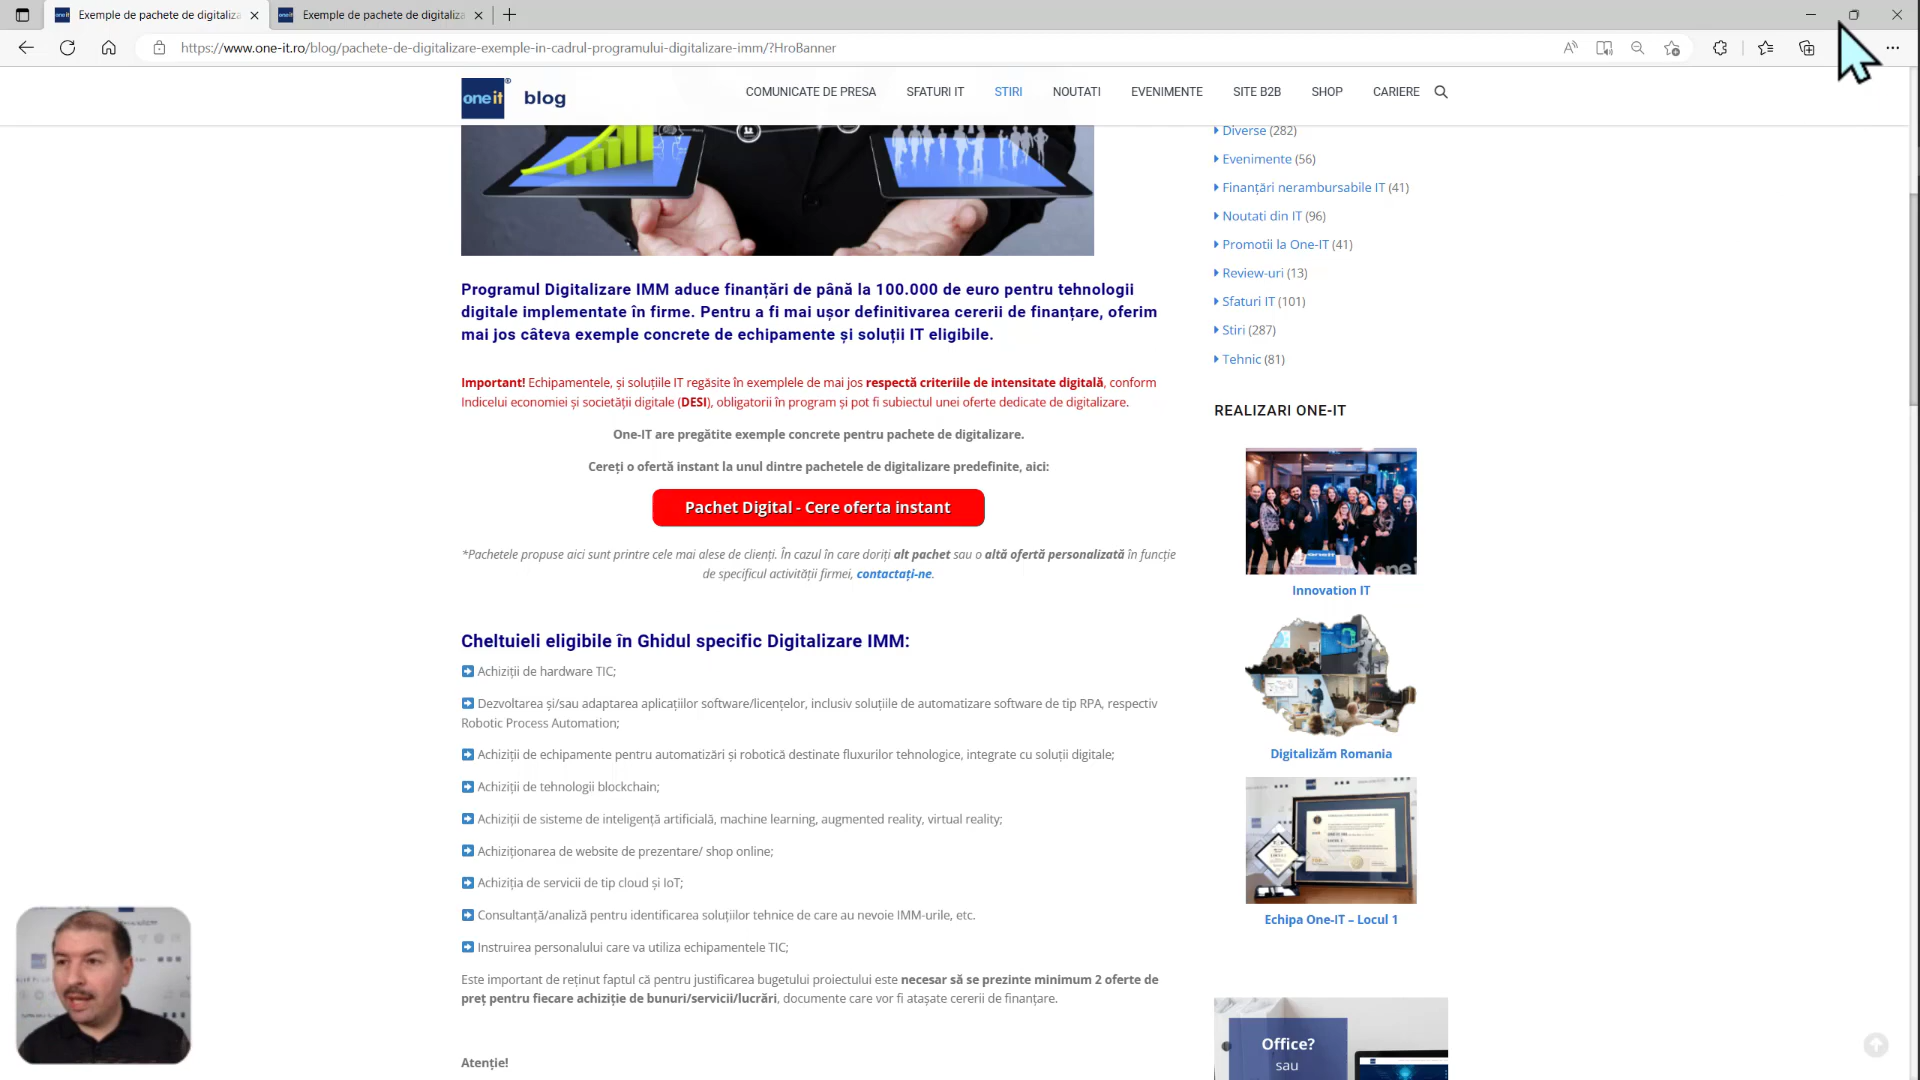 Exemple de pachete de digitaliza
Exemple de pachete de digitaliza
https://www.one-it.ro/blog/pachete-de-digitalizare-exemple-in-cadrul-programului-digitalizare-imm/?HroBanner
one it
blog
COMUNICATE DE PRESA
SFATURI IT
STIRI
NOUTATI
EVENIMENTE
SITE B2B
SHOP
CARIERE
Programul Digitalizare IMM aduce finanțări de până la 100.000 de euro pentru tehnologii
digitale implementate în firme. Pentru a fi mai ușor definitivarea cererii de finanțare, oferim
mai jos câteva exemple concrete de echipamente și soluții IT eligibile.
Important! Echipamentele, și soluțiile IT regăsite în exemplele de mai jos respectă criteriile de intensitate digitală, conform
Indicelui economiei și societății digitale (DESI), obligatorii în program și pot fi subiectul unei oferte dedicate de digitalizare.
One-IT are pregătite exemple concrete pentru pachete de digitalizare.
Cereți o ofertă instant la unul dintre pachetele de digitalizare predefinite, aici:
Pachet Digital - Cere oferta instant
*Pachetele propuse aici sunt printre cele mai alese de clienți. În cazul în care doriți alt pachet sau o altă ofertă personalizată în funcție
de specificul activității firmei, contactați-ne.
Cheltuieli eligibile în Ghidul specific Digitalizare IMM:
Achiziții de hardware TIC;
Dezvoltarea și/sau adaptarea aplicațiilor software/licențelor, inclusiv soluțiile de automatizare software de tip RPA, respectiv
Robotic Process Automation;
Achiziții de echipamente pentru automatizări și robotică destinate fluxurilor tehnologice, integrate cu soluții digitale;
Achiziții de tehnologii blockchain;
Achiziții de sisteme de inteligență artificială, machine learning, augmented reality, virtual reality;
Achiziționarea de website de prezentare/ shop online;
Achiziția de servicii de tip cloud și IoT;
Consultanță/analiză pentru identificarea soluțiilor tehnice de care au nevoie IMM-urile, etc.
Instruirea personalului care va utiliza echipamentele TIC;
Este important de reținut faptul că pentru justificarea bugetului proiectului este necesar să se prezinte minimum 2 oferte de
preț pentru fiecare achiziție de bunuri/servicii/lucrări, documente care vor fi atașate cererii de finanțare.
Atenție!
Diverse (282)
Evenimente (56)
Finanțări nerambursabile IT (41)
Noutati din IT (96)
Promotii la One-IT (41)
Review-uri (13)
Sfaturi IT (101)
Stiri (287)
Tehnic (81)
REALIZARI ONE-IT
Innovation IT
Digitalizăm Romania
Echipa One-IT – Locul 1
Office?
sau